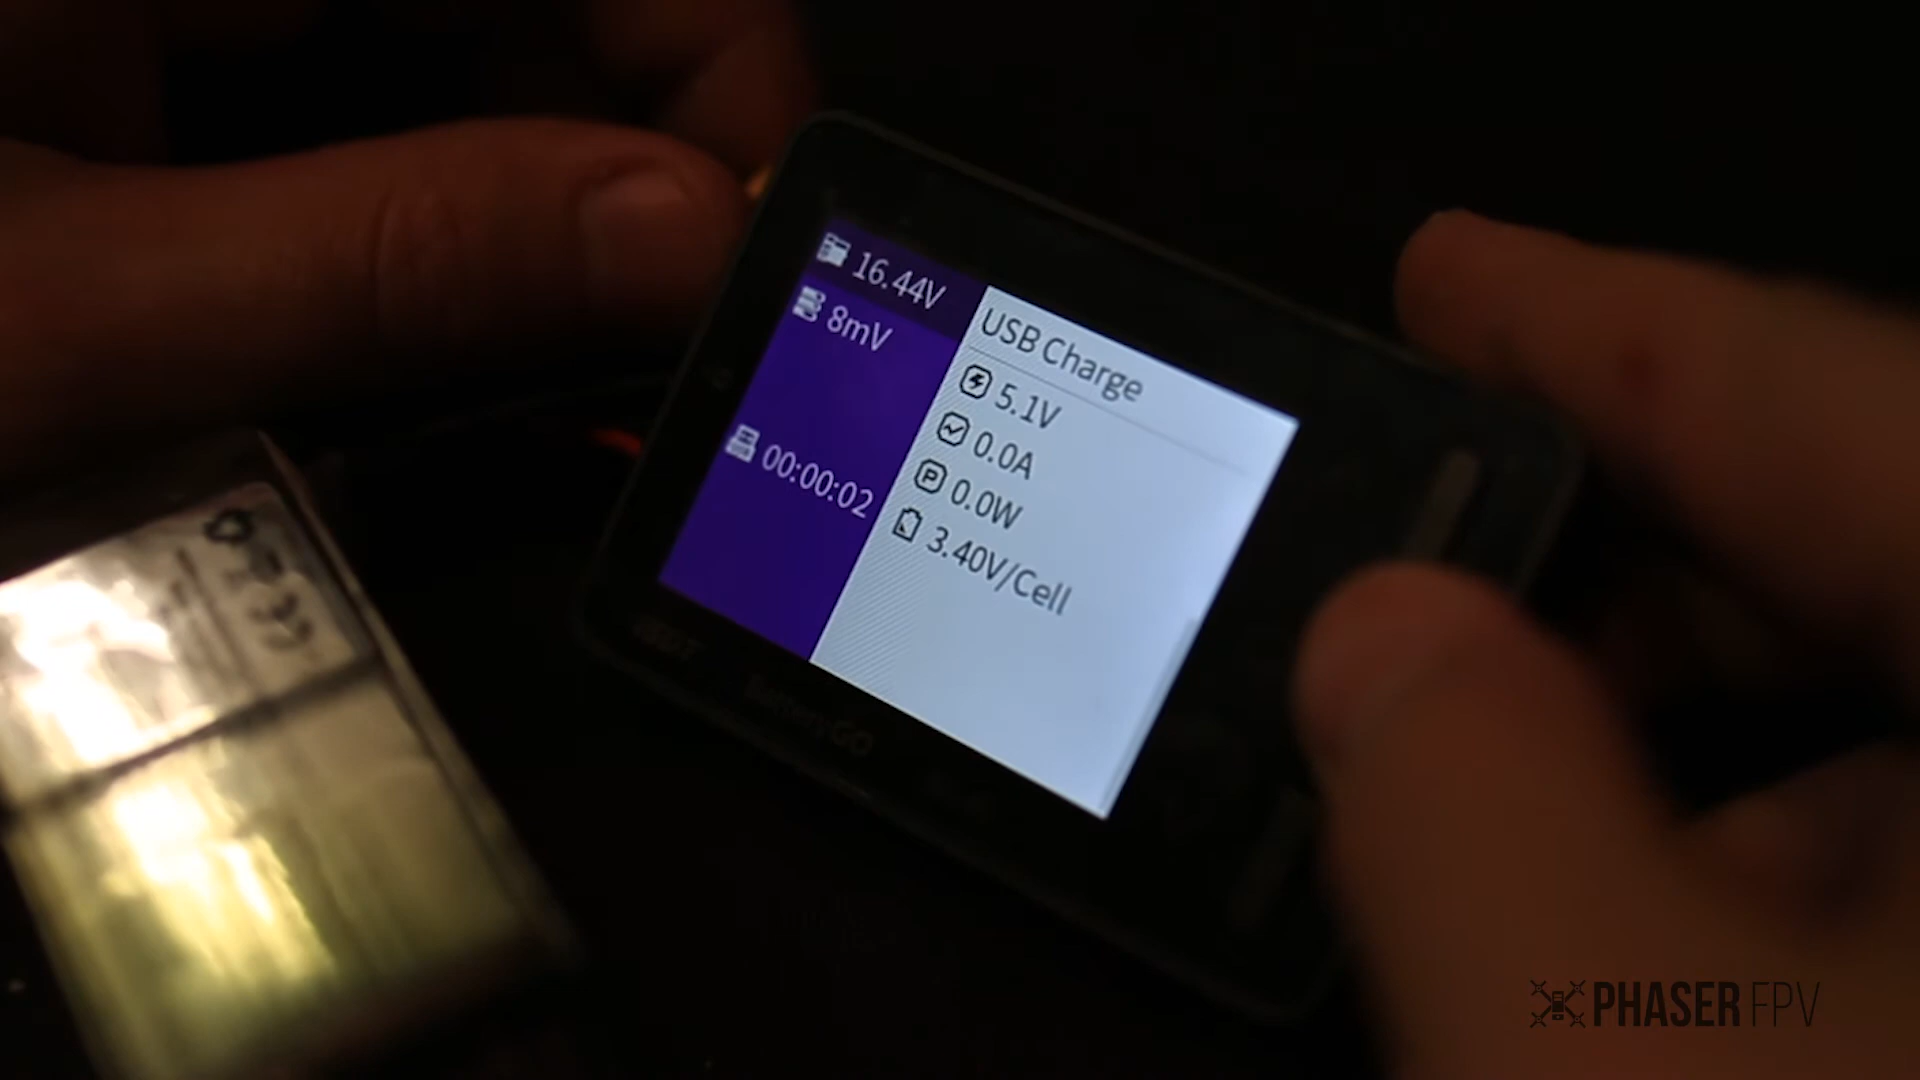 16.44V
8mV
00:00:02
USB Charge
5.1V
0.0A
0.0W
3.40V/Cell
BatteryGO
PHASER FPV